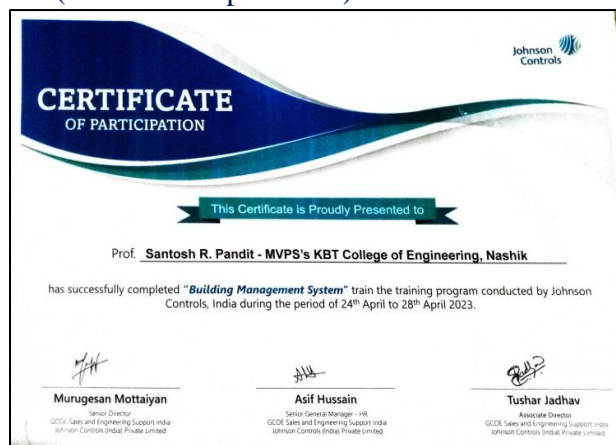 Johnson
Controls
CERTIFICATE
OF PARTICIPATION
This Certificate is Proudly Presented to
Prof. Santosh R. Pandit - MVPS's KBT College of Engineering, Nashik
has successfully completed "Building Management System" train the training program conducted by Johnson
Controls, India during the period of 24th April to 28th April 2023.
Murugesan Mottaiyan Asif Hussain Tushar Jadhav
Senior Director Senior General Manager - HR Associate Director
GCOE Sales and Engineering Support India GCOE Sales and Engineering Support India GCOE Sales and Engineering Support India
Johnson Controls (India) Private Limited Johnson Controls (India) Private Limited Johnson Controls (India) Private Limited